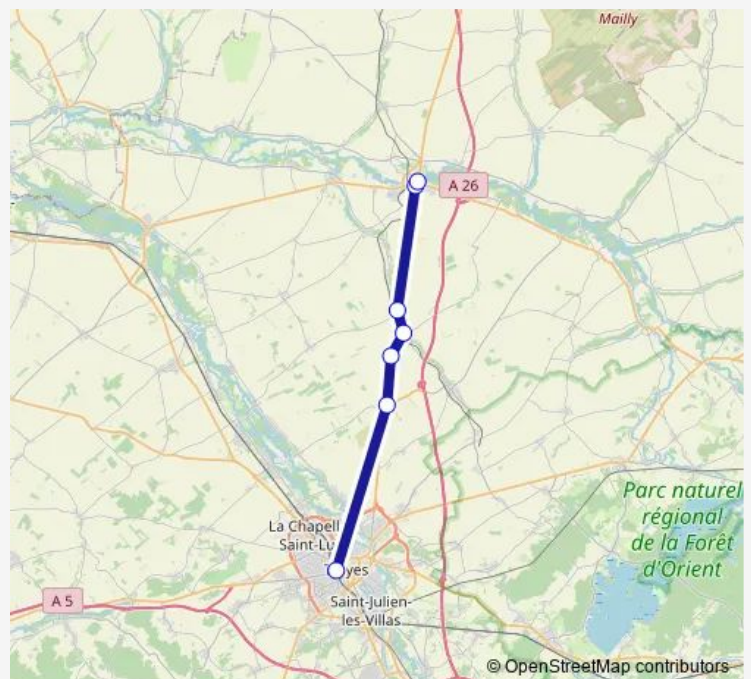 Mailly
A 26
Parc naturel
régional
de la Forêt
d'Orient
La Chapell
Saint-Lu
yes
A 5
Saint-Julien-
les-Villas
© OpenStreetMap contributors